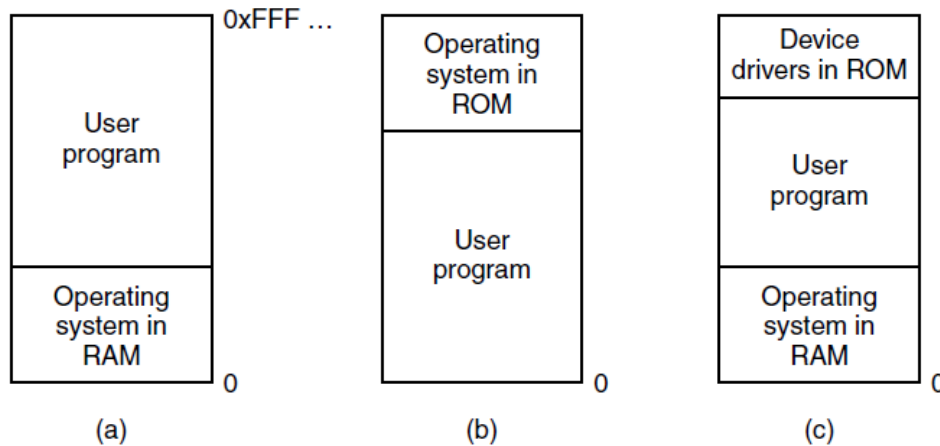 0xFFF …
User
program
Operating
system in
RAM
0
(a)
Operating
system in
ROM
User
program
0
(b)
Device
drivers in ROM
User
program
Operating
system in
RAM
0
(c)